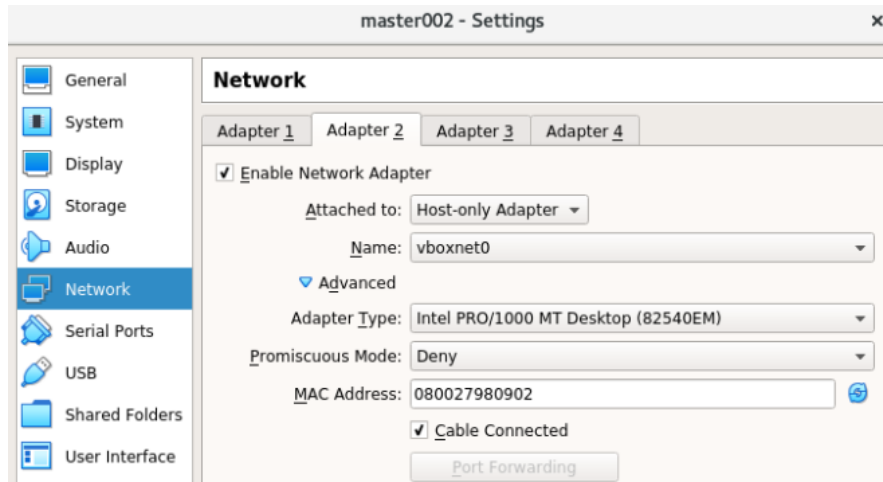 master002 - Settings
×
General
System
Display
Storage
Audio
Network
Serial Ports
USB
Shared Folders
User Interface
Network
Adapter 1 Adapter 2 Adapter 3 Adapter 4
Enable Network Adapter
Attached to: Host-only Adapter
Name: vboxnet0
Advanced
Adapter Type: Intel PRO/1000 MT Desktop (82540EM)
Promiscuous Mode: Deny
MAC Address: 080027980902
Cable Connected
Port Forwarding